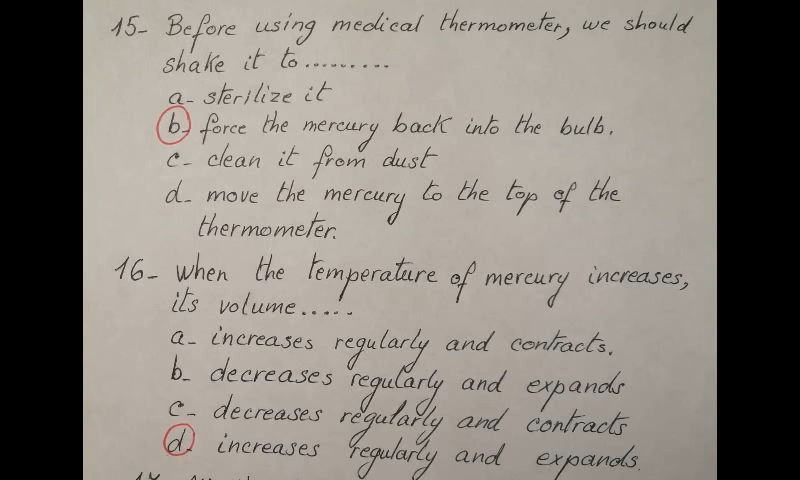 15- Before using medical thermometer, we should
shake it to .........
a- sterilize it
b- force the mercury back into the bulb.
c- clean it from dust
d- move the mercury to the top of the
thermometer.
16- When the temperature of mercury increases,
its volume.....
a- increases regularly and contracts.
b- decreases regularly and expands
c- decreases regularly and contracts
d- increases regularly and expands.